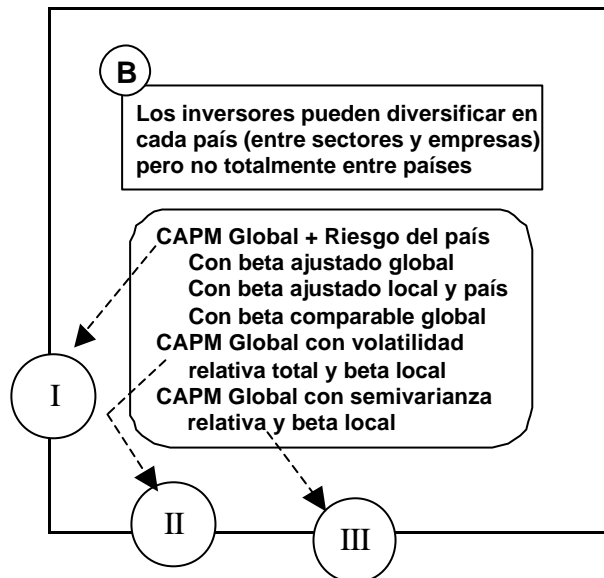 B
Los inversores pueden diversificar en
cada país (entre sectores y empresas)
pero no totalmente entre países
CAPM Global + Riesgo del país
Con beta ajustado global
Con beta ajustado local y país
Con beta comparable global
CAPM Global con volatilidad
relativa total y beta local
CAPM Global con semivarianza
relativa y beta local
I
II
III